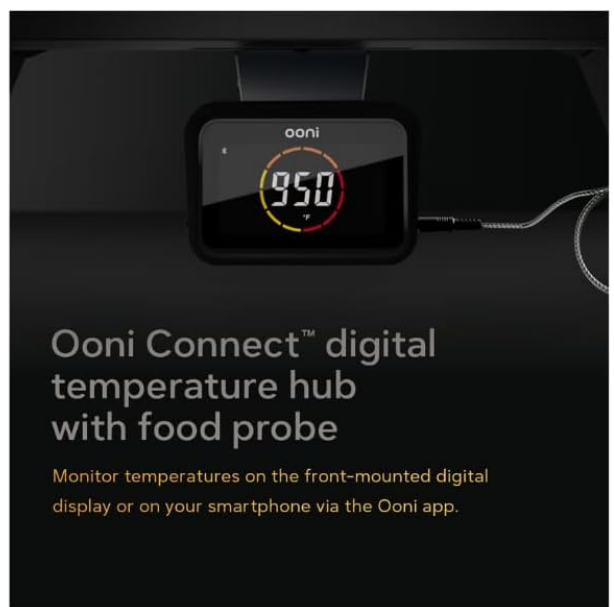 ooni
950
°F
Ooni Connect™ digital
temperature hub
with food probe
Monitor temperatures on the front-mounted digital
display or on your smartphone via the Ooni app.